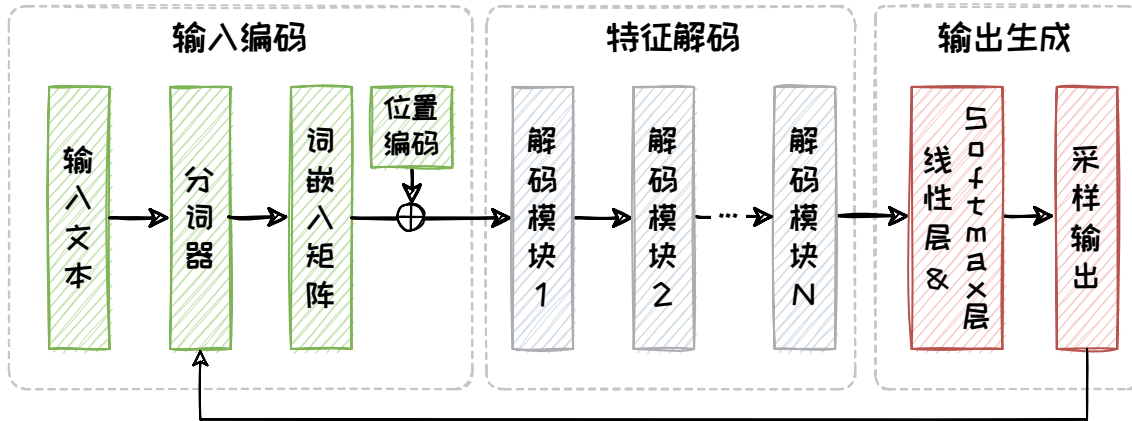 输入编码
输入文本
分词器
词嵌入矩阵
位置
编码
特征解码
解码模块1
解码模块2
...
解码模块N
输出生成
线性层&
Softmax层
采样输出